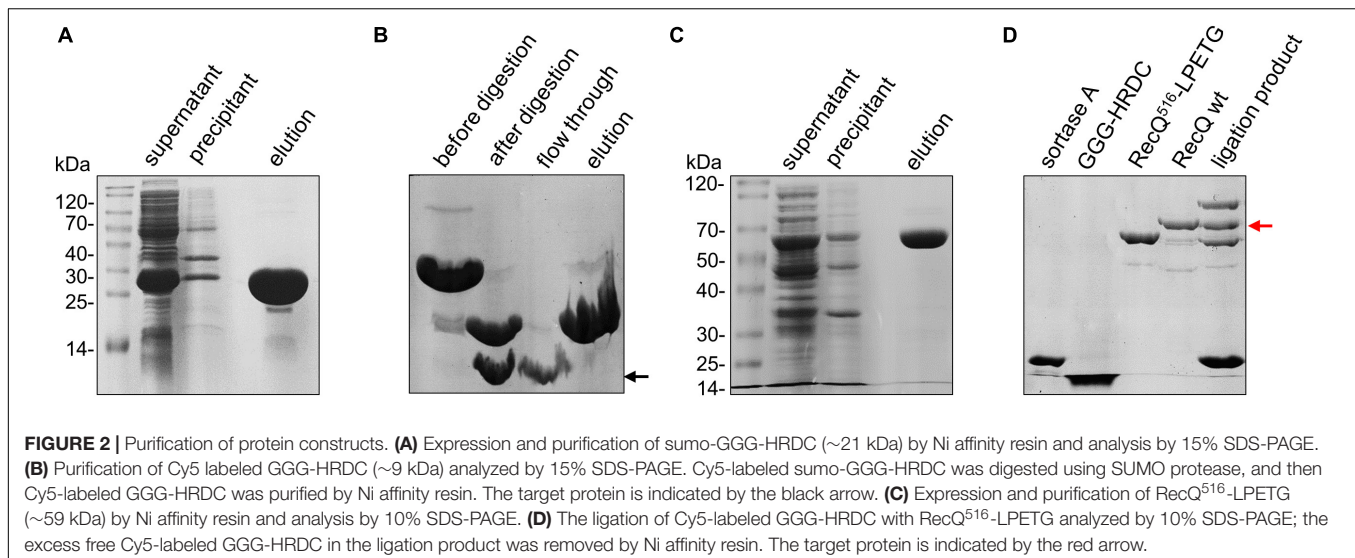 A
B
C
D
supernatant
precipitant
elution
before digestion
after digestion
flow through
elution
supernatant
precipitant
elution
sortase A
GGG-HRDC
RecQ⁵¹⁶-LPETG
RecQ wt
ligation product
kDa
120-
70-
40-
30-
25-
14-
kDa
120-
70-
50-
40-
30-
25-
14-
FIGURE 2 | Purification of protein constructs. (A) Expression and purification of sumo-GGG-HRDC (∼21 kDa) by Ni affinity resin and analysis by 15% SDS-PAGE.
(B) Purification of Cy5 labeled GGG-HRDC (∼9 kDa) analyzed by 15% SDS-PAGE. Cy5-labeled sumo-GGG-HRDC was digested using SUMO protease, and then
Cy5-labeled GGG-HRDC was purified by Ni affinity resin. The target protein is indicated by the black arrow. (C) Expression and purification of RecQ⁵¹⁶-LPETG
(∼59 kDa) by Ni affinity resin and analysis by 10% SDS-PAGE. (D) The ligation of Cy5-labeled GGG-HRDC with RecQ⁵¹⁶-LPETG analyzed by 10% SDS-PAGE; the
excess free Cy5-labeled GGG-HRDC in the ligation product was removed by Ni affinity resin. The target protein is indicated by the red arrow.